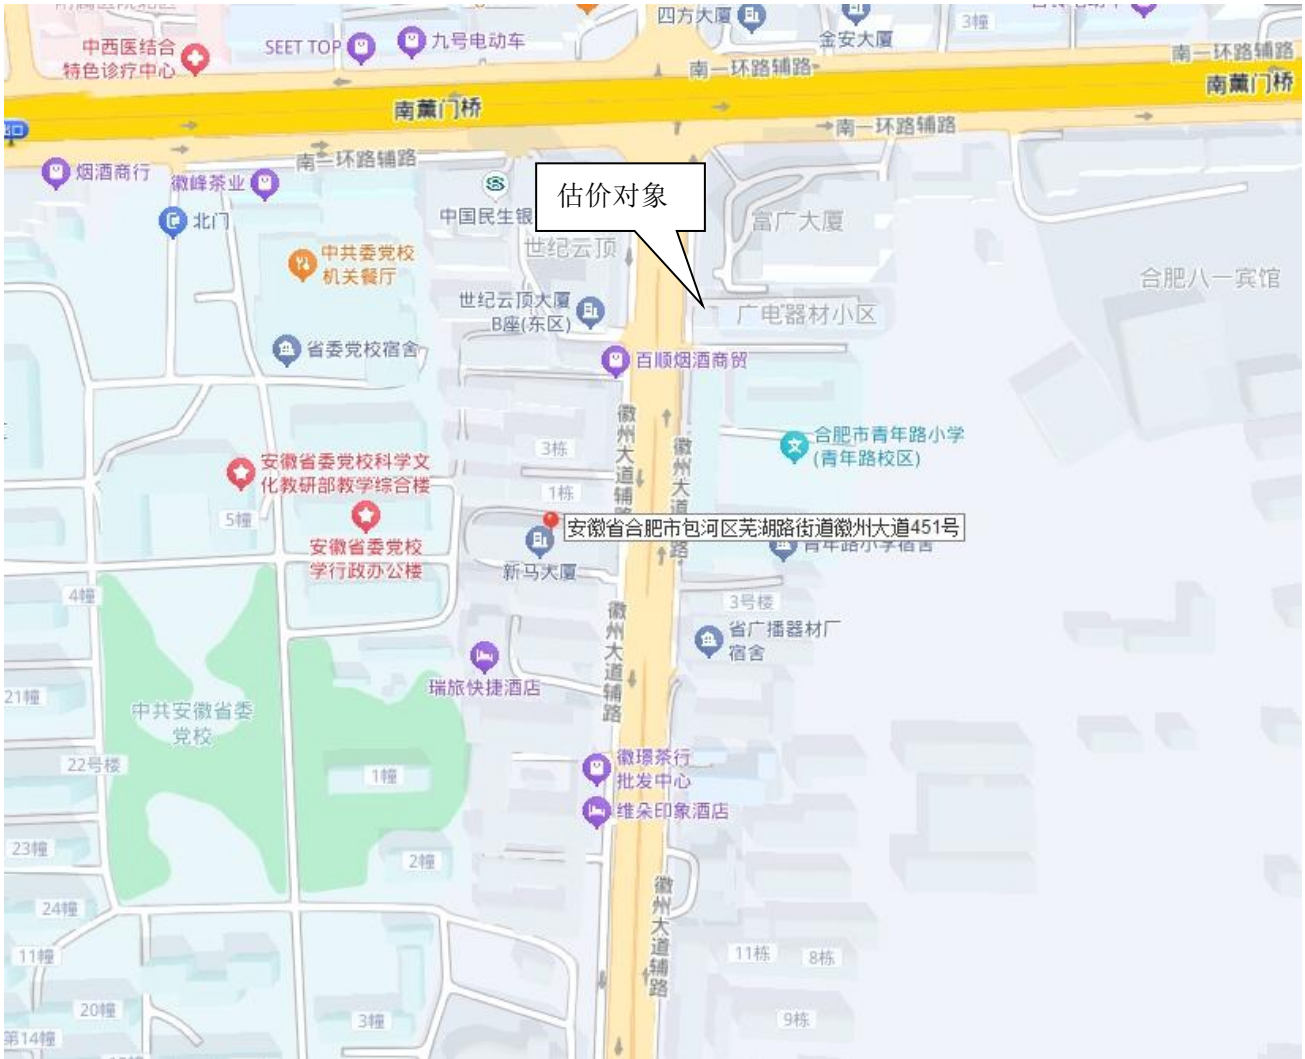 四方大厦
金安大厦
3幢
中西医结合
特色诊疗中心
SEET TOP
九号电动车
南一环路辅路
南一环路辅路
南薰门桥
南薰门桥
出口
南一环路辅路
南一环路辅路
烟酒商行
徽峰茶业
北门
中国民生银
估价对象
世纪云顶
富广大厦
中共委党校
机关餐厅
合肥八一宾馆
世纪云顶大厦
B座(东区)
广电器材小区
省委党校宿舍
百顺烟酒商贸
徽州大道辅路
徽州大道辅路
3栋
合肥市青年路小学
(青年路校区)
安徽省委党校科学文
化教研部教学综合楼
1栋
5幢
安徽省合肥市包河区芜湖路街道徽州大道451号
青年路小学宿舍
安徽省委党校
学行政办公楼
新马大厦
4幢
3号楼
徽州大道辅路
省广播器材厂
宿舍
瑞旅快捷酒店
21幢
中共安徽省委
党校
22号楼
1幢
徽璟茶行
批发中心
维朵印象酒店
23幢
2幢
徽州大道辅路
24幢
11幢
11栋
8栋
20幢
3幢
9栋
第14幢